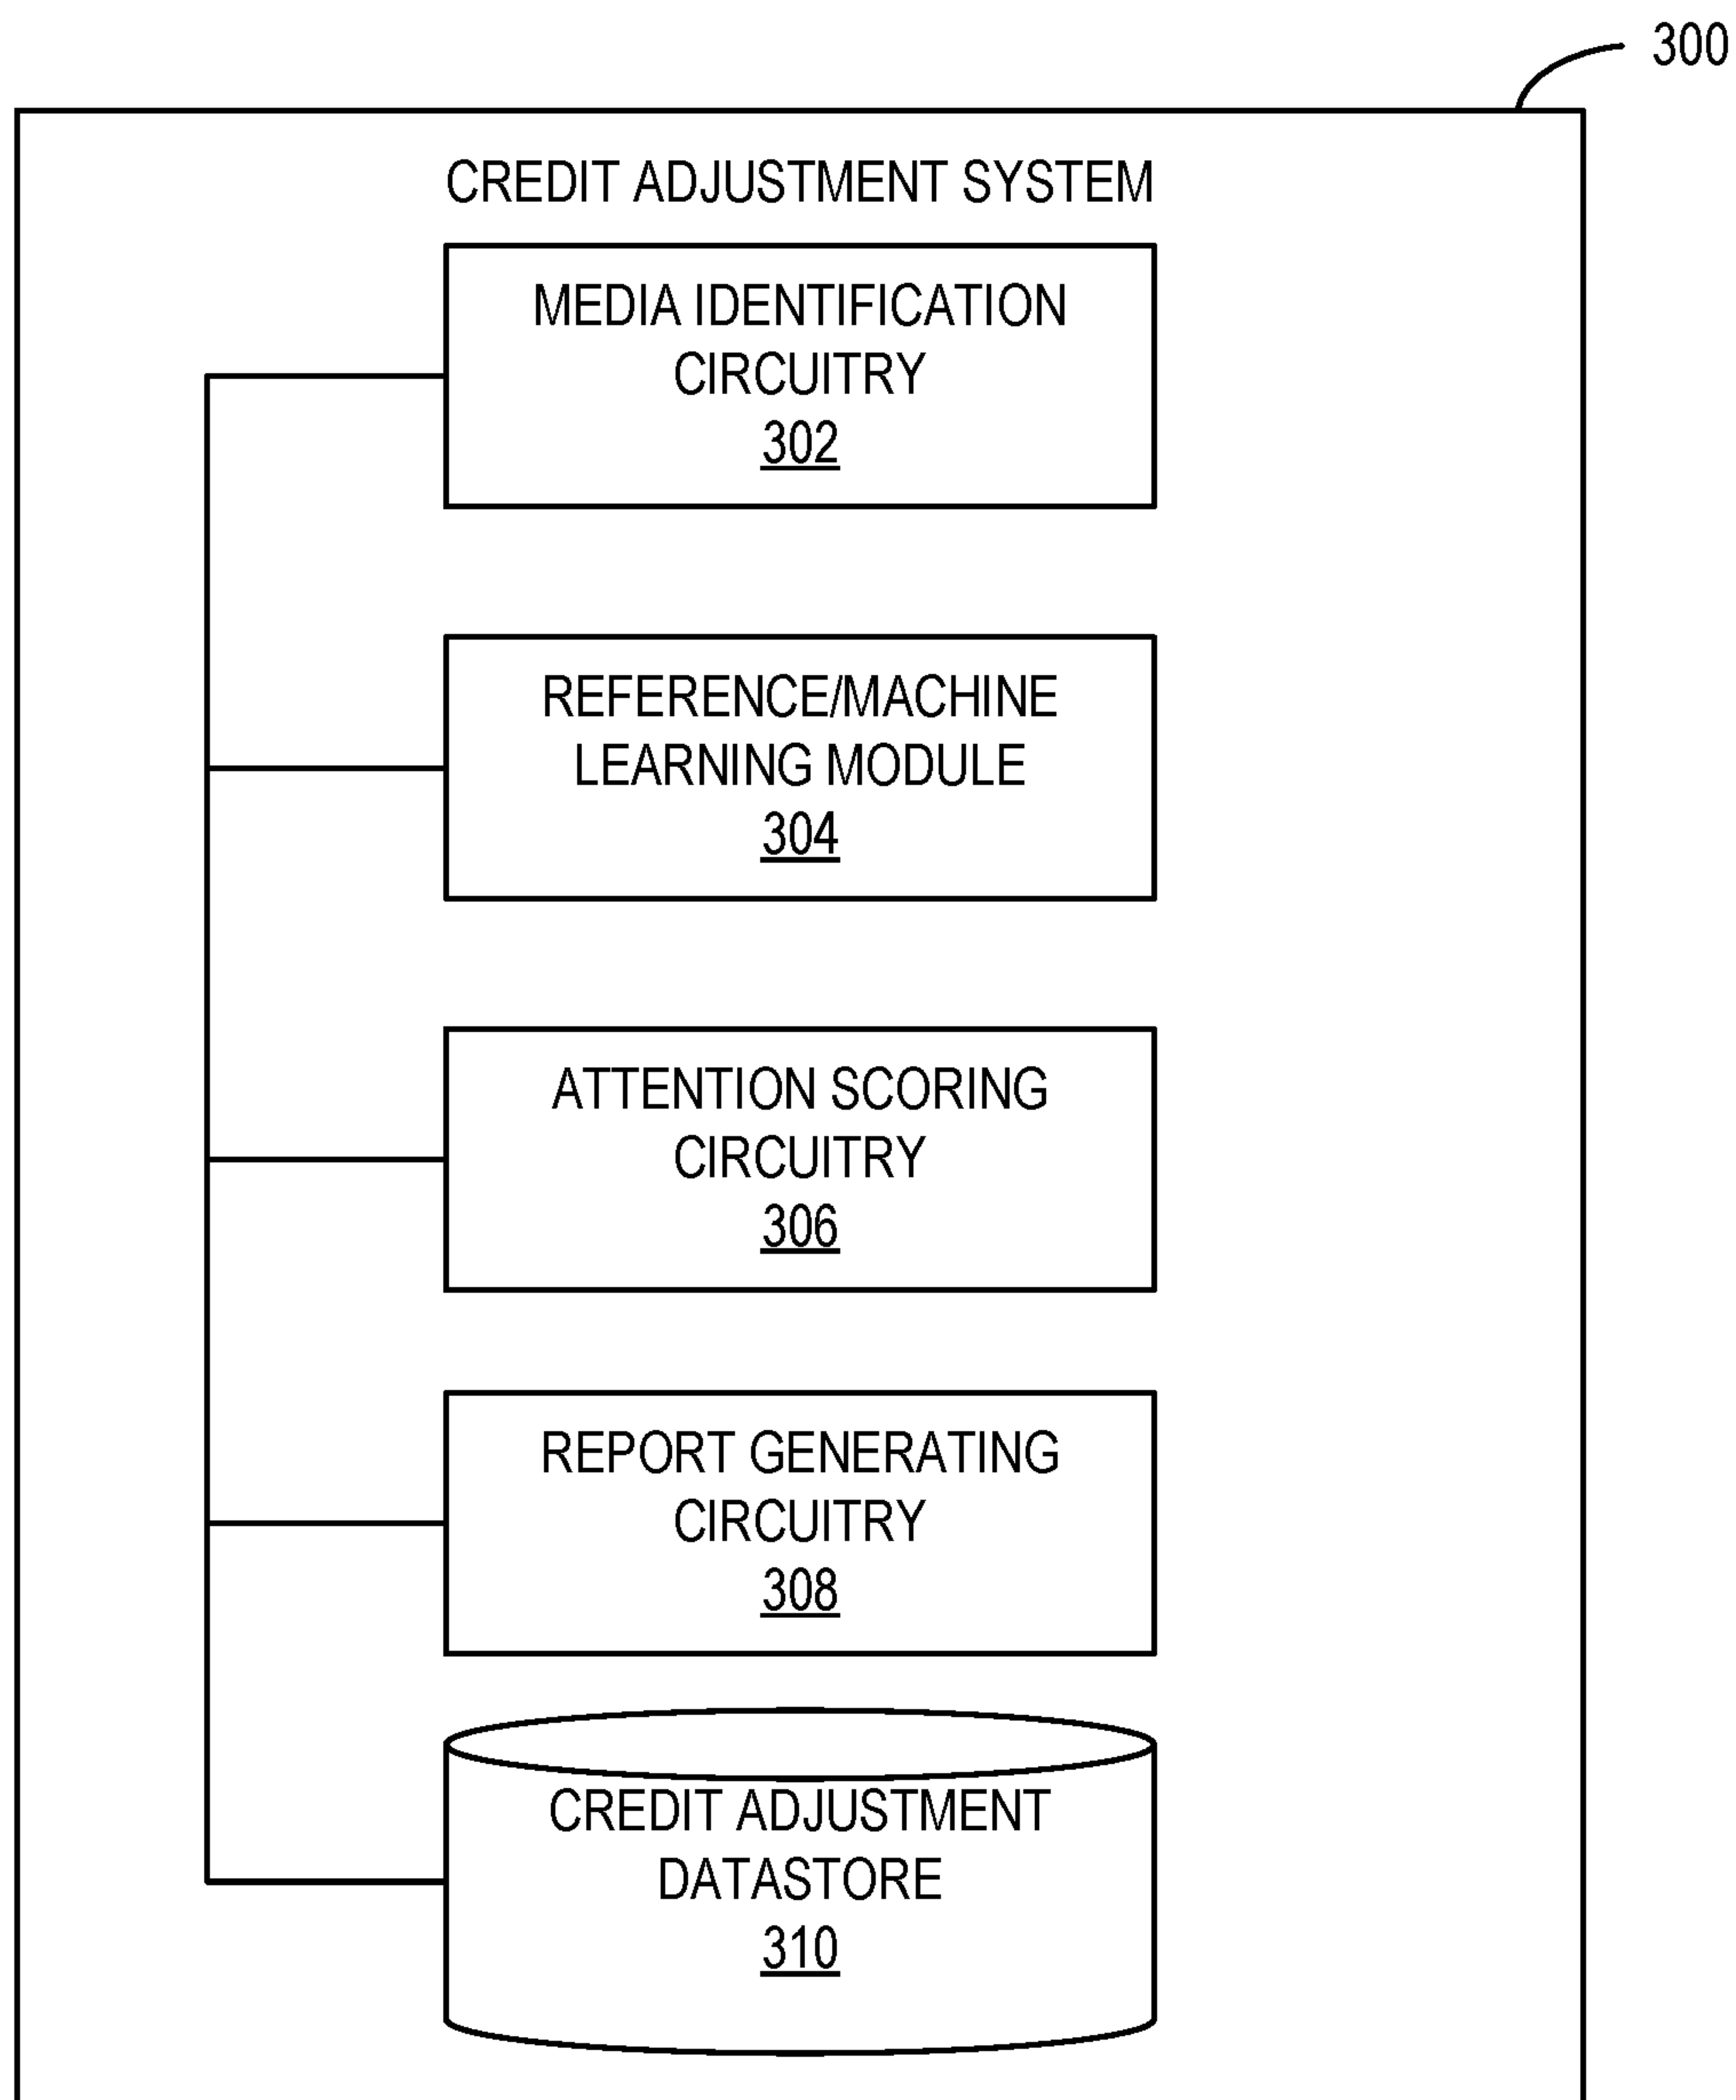 300
CREDIT ADJUSTMENT SYSTEM
MEDIA IDENTIFICATION
CIRCUITRY
302
REFERENCE/MACHINE
LEARNING MODULE
304
ATTENTION SCORING
CIRCUITRY
306
REPORT GENERATING
CIRCUITRY
308
CREDIT ADJUSTMENT
DATASTORE
310